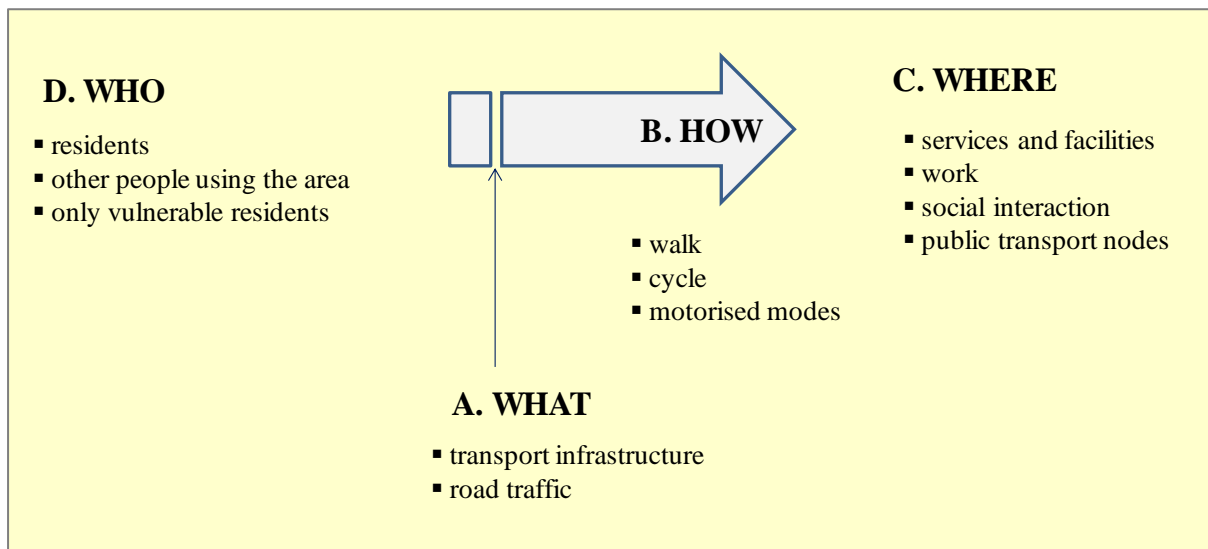 D. WHO
▪ residents
▪ other people using the area
▪ only vulnerable residents
B. HOW
▪ walk
▪ cycle
▪ motorised modes
C. WHERE
▪ services and facilities
▪ work
▪ social interaction
▪ public transport nodes
A. WHAT
▪ transport infrastructure
▪ road traffic